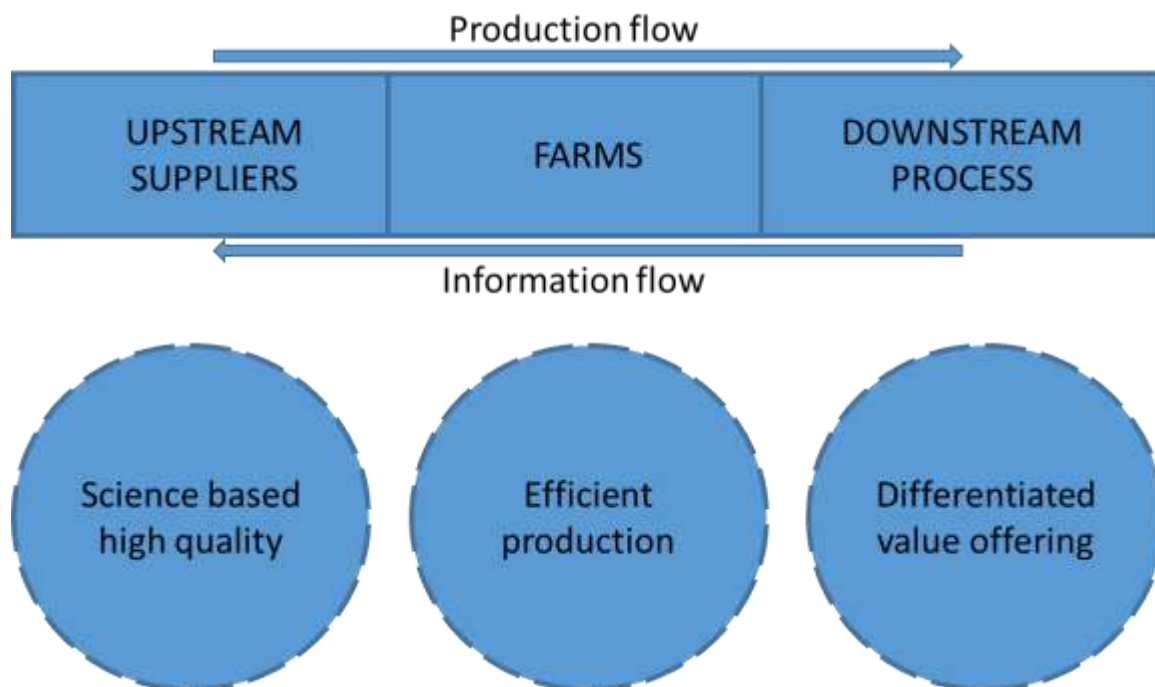 Production flow
UPSTREAM
SUPPLIERS
FARMS
DOWNSTREAM
PROCESS
Information flow
Science based
high quality
Efficient
production
Differentiated
value offering